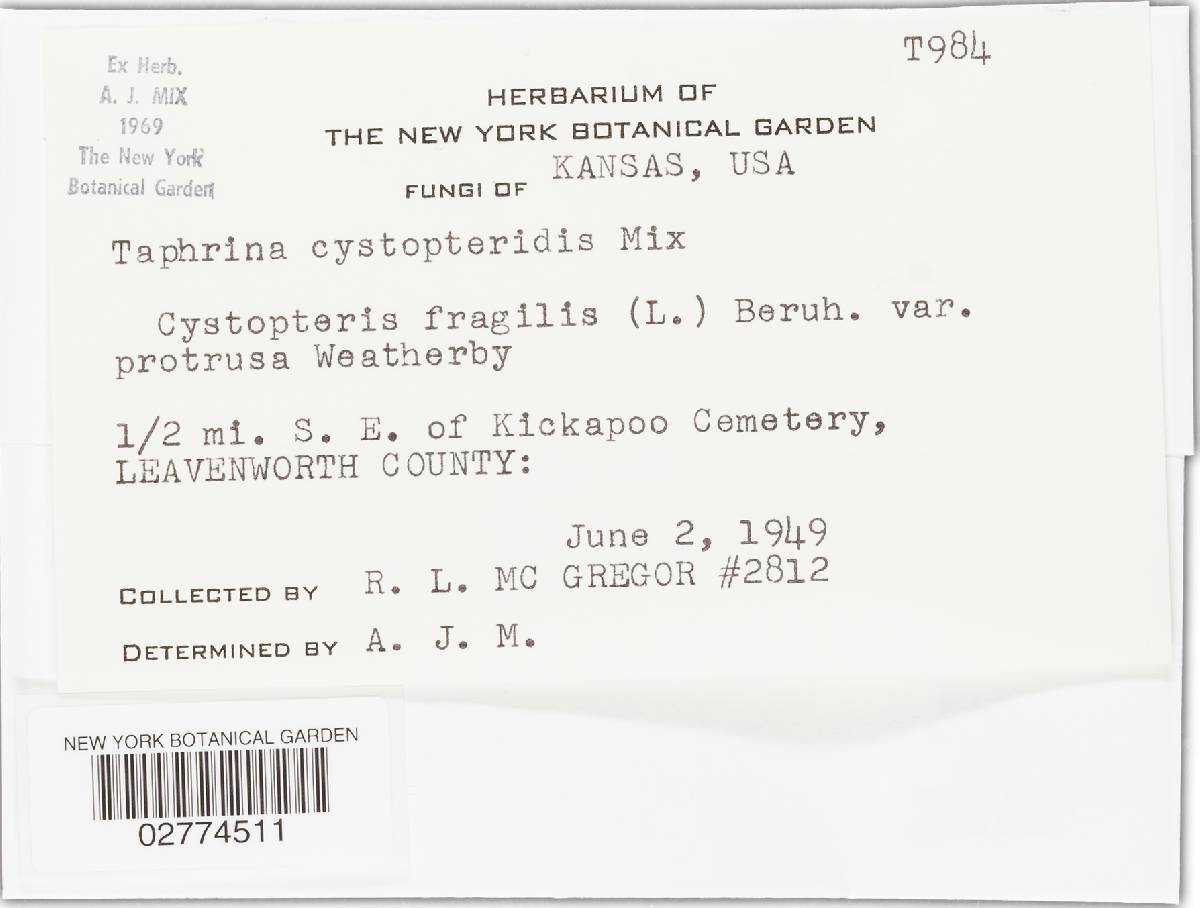 T984
Ex Herb.
A. J. MIX
1969
The New York
Botanical Garden
HERBARIUM OF
THE NEW YORK BOTANICAL GARDEN
FUNGI OF KANSAS, USA
Taphrina cystopteridis Mix
Cystopteris fragilis (L.) Beruh. var.
protrusa Weatherby
1/2 mi. S. E. of Kickapoo Cemetery,
LEAVENWORTH COUNTY:
June 2, 1949
COLLECTED BY R. L. MC GREGOR #2812
DETERMINED BY A. J. M.
NEW YORK BOTANICAL GARDEN
02774511